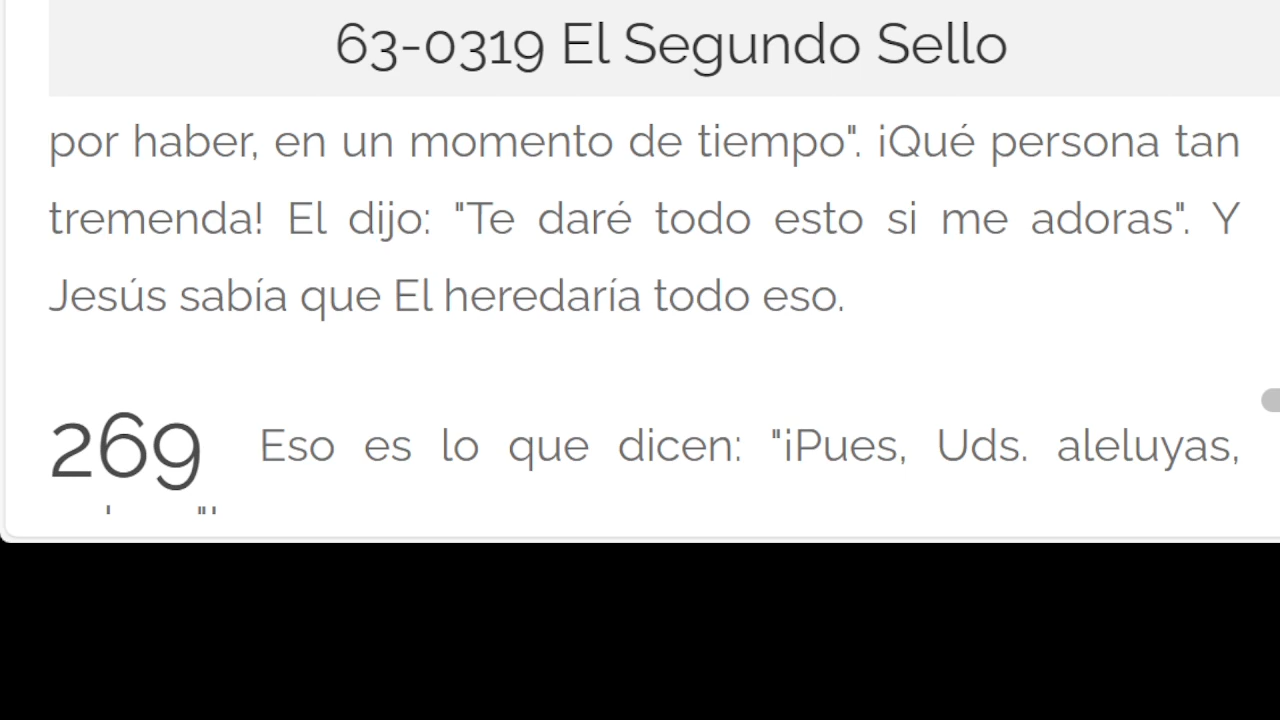 63-0319 El Segundo Sello
por haber, en un momento de tiempo". ¡Qué persona tan
tremenda! El dijo: "Te daré todo esto si me adoras". Y
Jesús sabía que El heredaría todo eso.
269 Eso es lo que dicen: "¡Pues, Uds. aleluyas,